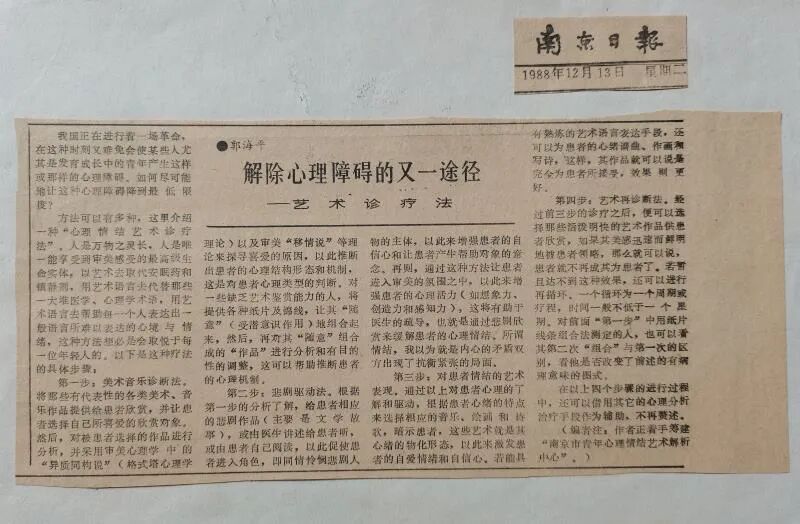 南京日報
1988年12月13日 星期二
●郭海平
解除心理障碍的又一途径
——艺术诊疗法
我国正在进行着一场革命，
在这种时刻又难免会使某些人尤
其是发育成长中的青年产生这样
或那样的心理障碍。如何尽可能
地让这种心理障碍降到最低限
度？
方法可以有多种。这里介绍
一种“心理情结艺术诊疗
法”。人是万物之灵长，人是唯
一能享受到审美感受的最高级生
命实体，以艺术去取代安眠药和
镇静剂，用艺术语言去代替那些
一大堆医学、心理学术语，用艺
术语言去帮助每一个人表达出一
般语言所难以表达的心境与情
绪，这种方法想必是会取悦于每
一位年轻人的。以下是这种疗法
的具体步骤：
第一步：美术音乐诊断法。
将那些有代表性的各类美术、音
乐作品提供给患者欣赏，并让患
者选择自己所喜爱的欣赏对象。
然后，对被患者选择的作品进行
分析，并采用审美心理学中的
“异质同构说”（格式塔心理学
理论）以及审美“移情说”等理
论来探寻喜爱的原因，以此推断
出患者的心理结构形态和机制，
这是对患者心理类型的判断。对
一些缺乏艺术鉴赏能力的人，将
提供各种纸片及潞线，让其“随
意”（受潜意识作用）地组合起
来，然后，再对其“随意”组合
成的“作品”进行分析和有目的
性的调整，这可以帮助推断患者
的心理机制。
第二步：悲剧驱动法。根据
第一步的分析了解，给患者相应
的悲剧作品（主要是文学故
事），或由医生讲述给患者听，
或由患者自己阅读，以此促使患
者进入角色，即同情怜悯悲剧人
物的主体，以此来增强患者的自
信心和让患者产生帮助对象的意
念。再则，通过这种方法让患者
进入审美的氛围之中，以此来增
强患者的心理活力（如想象力、
创造力和感知力），这将有助于
医生的疏导，也就是通过悲剧欣
赏来缓解患者的心理情结。所谓
情结，我以为就是内心的矛盾双
方出现了抗衡紧张的局面。
第三步：对患者情结的艺术
表现。通过以上对患者心理的了
解和驱动，根据患者心绪的特点
来选择相应的音乐、绘画和诗
歌，暗示患者，这些艺术就是其
心绪的物化形态，以此来激发患
者的自爱情绪和自信心。若能具
有熟练的艺术语言表达手段，还
可以为患者的心绪谱曲、作画和
写诗，这样，其作品就可以说是
完全为患者所接受，效果则更
好。
第四步：艺术再诊断法。经
过前三步的诊疗之后，便可以选
择那些活泼明快的艺术作品供患
者欣赏，如果其美感迅速而鲜明
地被患者领略，那么就可以说，
患者就不再成其为患者了。若暂
且达不到这种效果，还可以进行
再循环。一个循环为一个周期或
疗程，时间一般不低于一个星
期。对前面“第一步”中用纸片
线条组合法测定的人，也可以看
其第二次“组合”与第一次的区
别，看他是否改变了前述的有病
理意味的图式。
在以上四个步骤的进行过程
中，还可以借用其它的心理分析
治疗手段作为辅助，不再赘述。
（编者注：作者正着手筹建
“南京市青年心理情结艺术解析
中心”。）